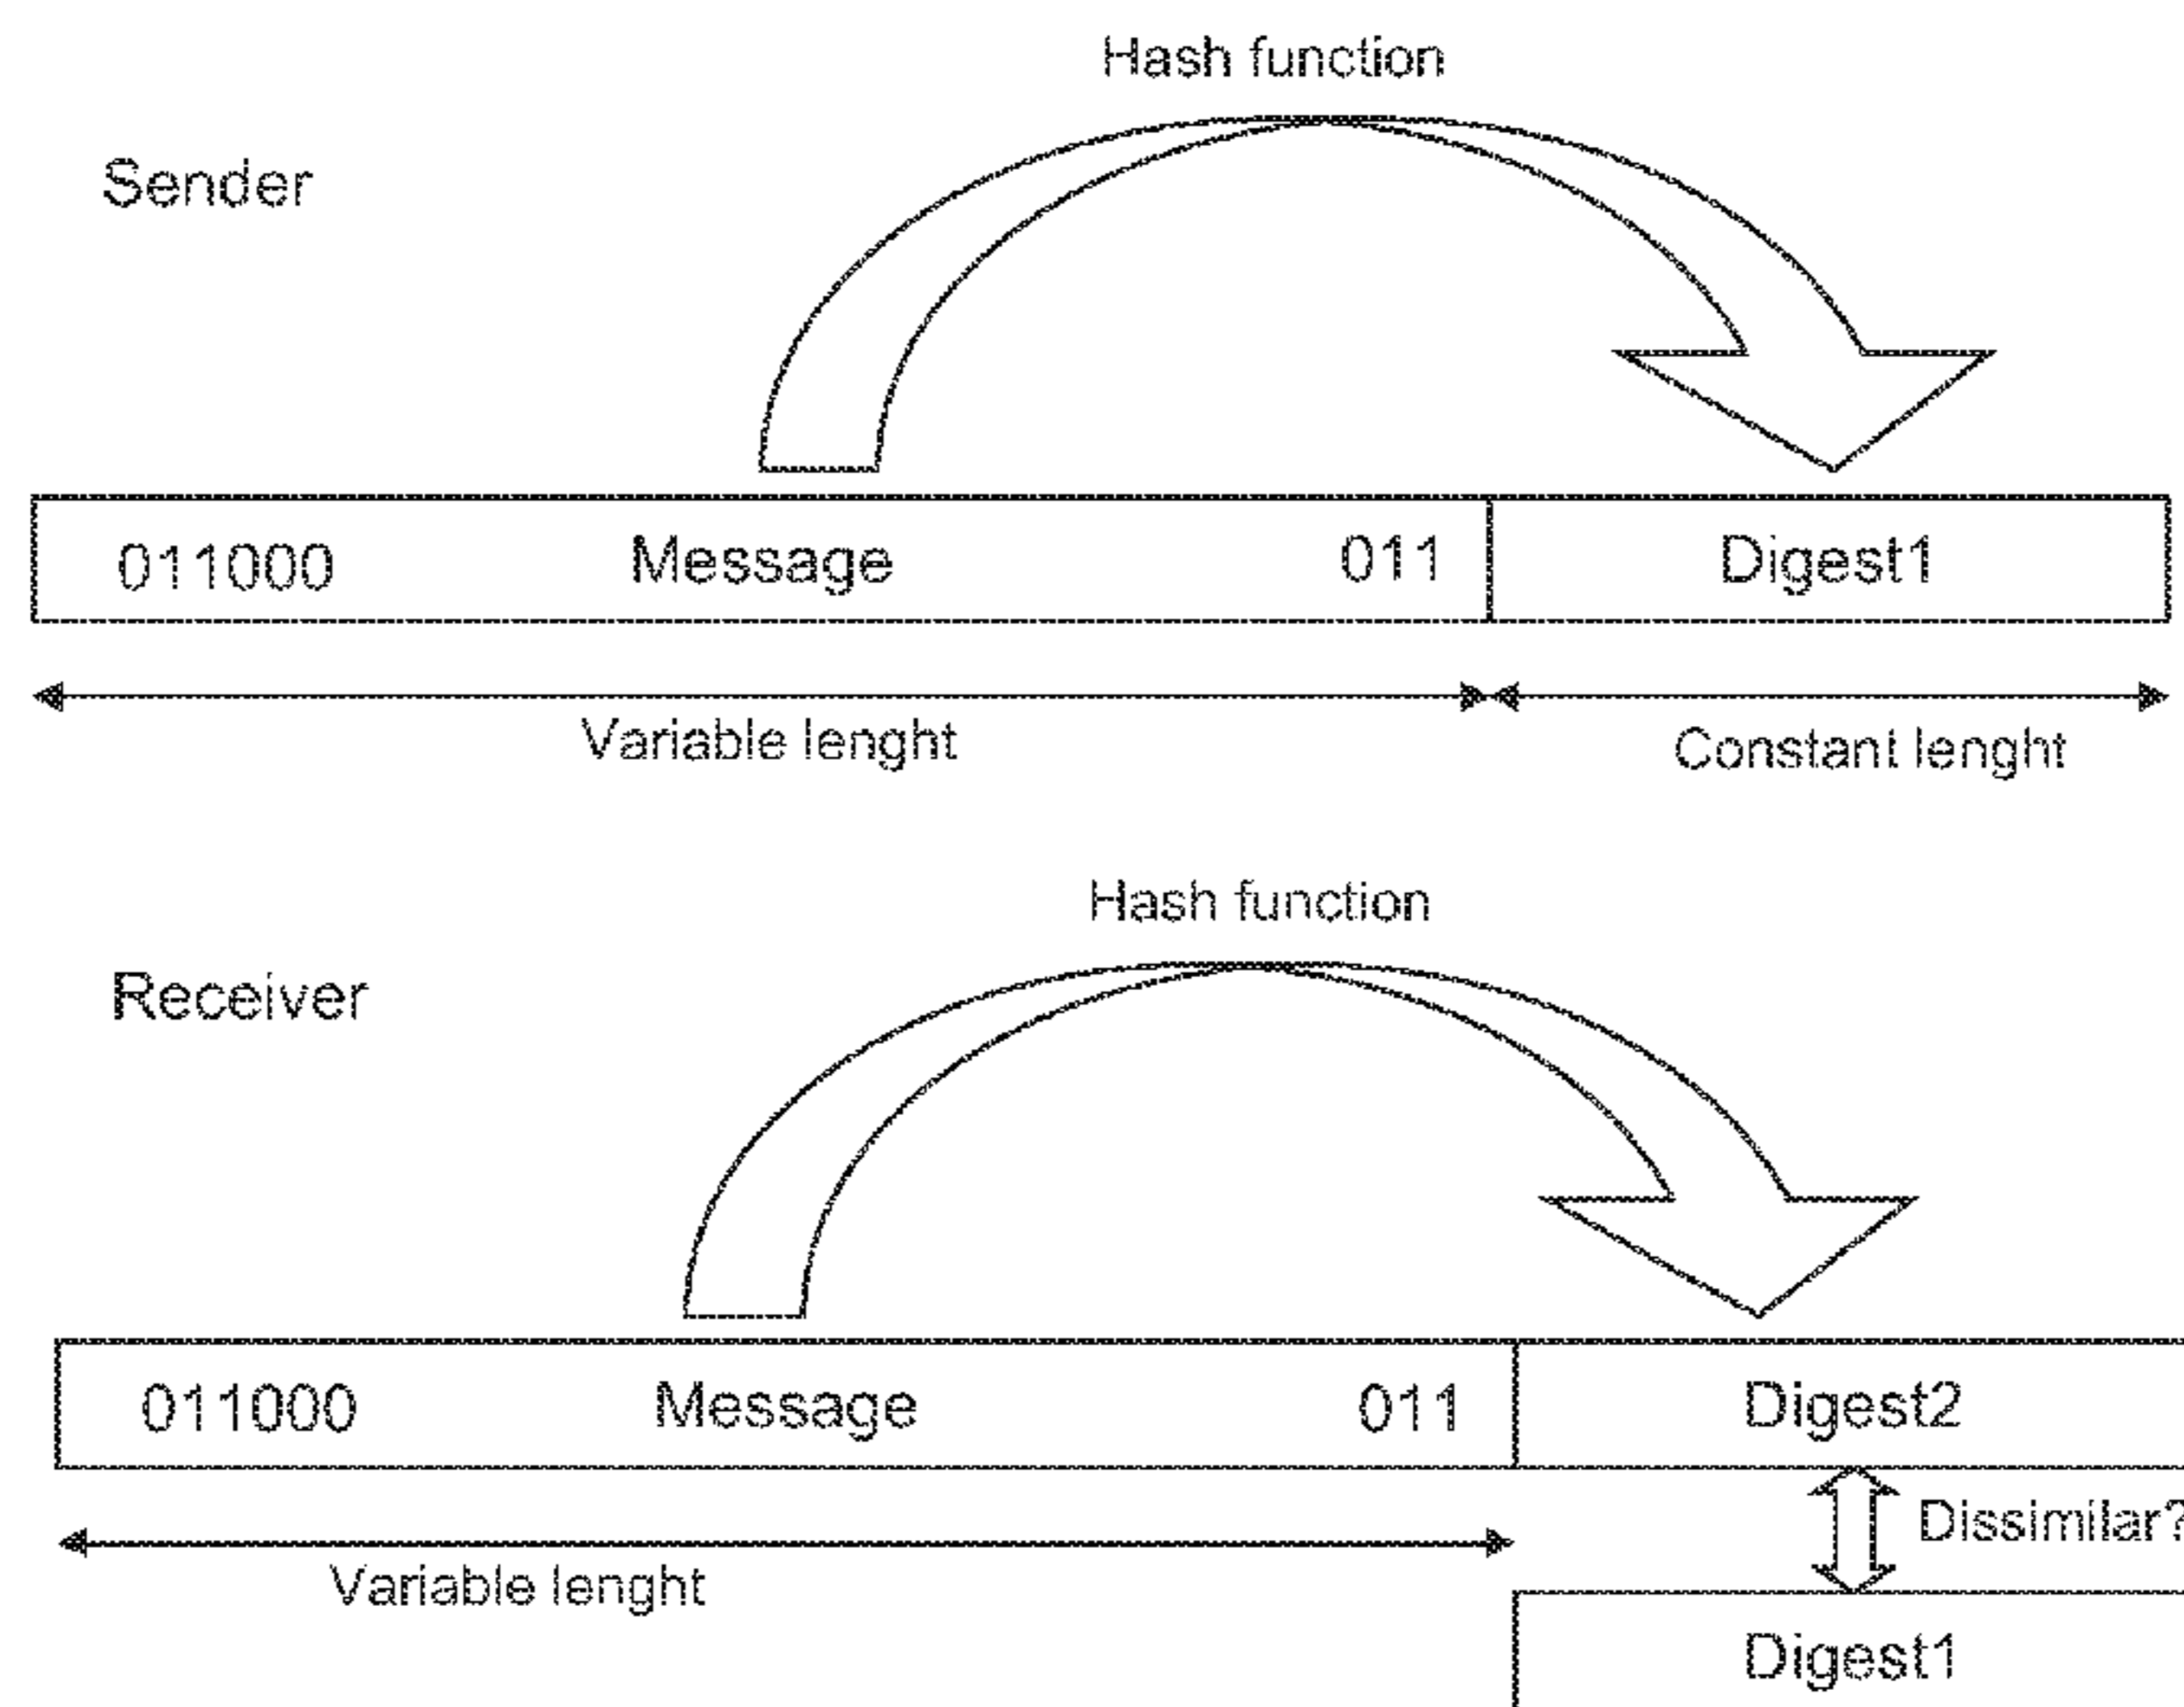 Hash function
Sender
011000 Message 011 Digest1
Variable lenght Constant lenght
Hash function
Receiver
011000 Message 011 Digest2
Dissimilar?
Variable lenght
Digest1